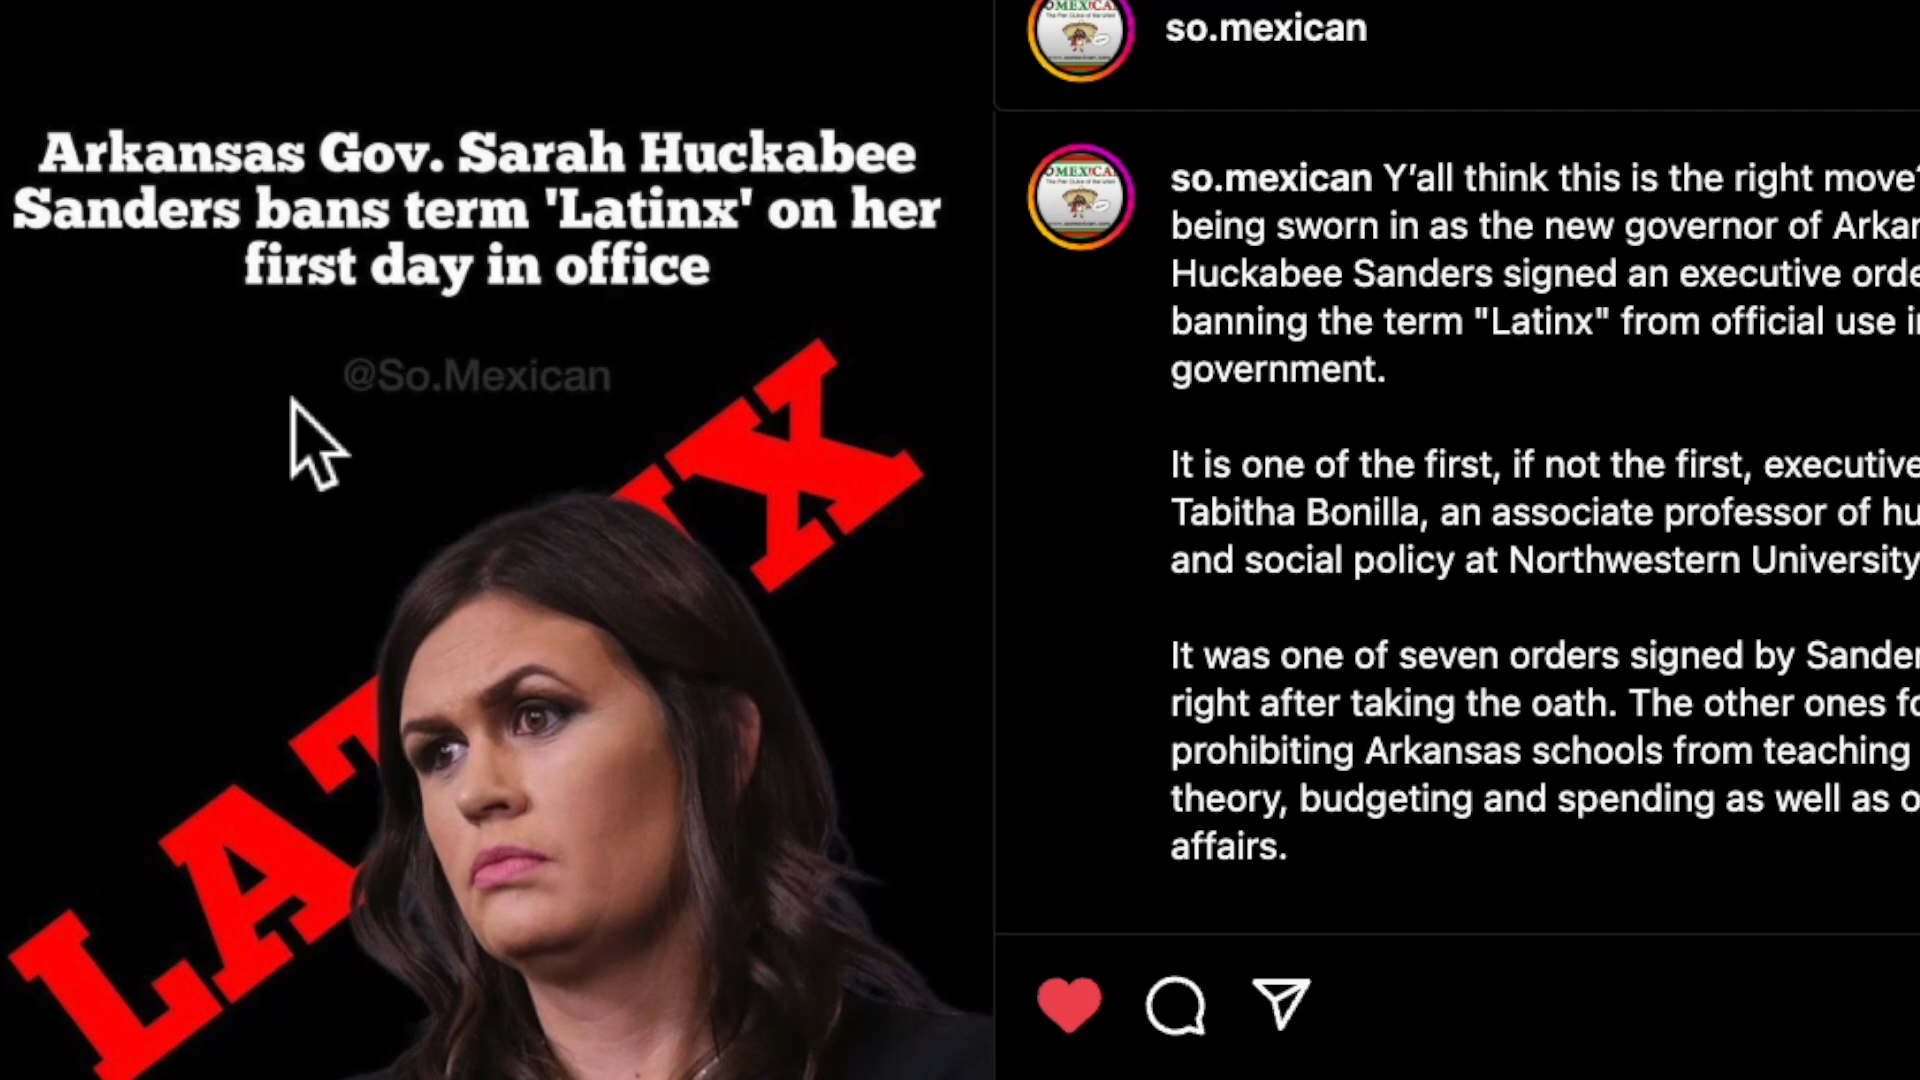 Arkansas Gov. Sarah Huckabee
Sanders bans term 'Latinx' on her
first day in office
@So.Mexican
LAT
X
so.mexican
so.mexican Y'all think this is the right move?
being sworn in as the new governor of
Huckabee Sanders signed an executive
banning the term "Latinx" from official use
government.
It is one of the first, if not the first, executive
Tabitha Bonilla, an associate professor of
and social policy at Northwestern University
It was one of seven orders signed by
right after taking the oath. The other ones
prohibiting Arkansas schools from teaching
theory, budgeting and spending as well as
affairs.